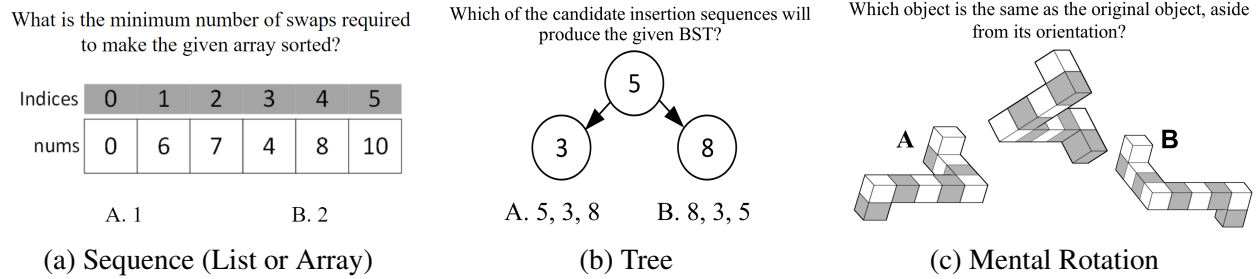 What is the minimum number of swaps required
to make the given array sorted?
Indices 0 1 2 3 4 5
nums 0 6 7 4 8 10
A. 1 B. 2
(a) Sequence (List or Array)
Which of the candidate insertion sequences will
produce the given BST?
5
3 8
A. 5, 3, 8 B. 8, 3, 5
(b) Tree
Which object is the same as the original object, aside
from its orientation?
A B
(c) Mental Rotation